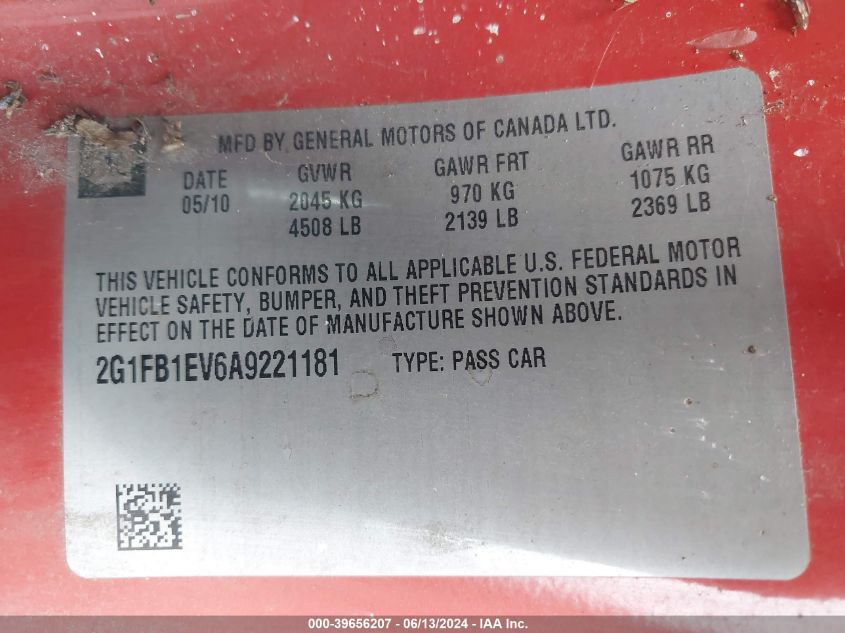 MFD BY GENERAL MOTORS OF CANADA LTD.
DATE GVWR GAWR FRT GAWR RR
05/10 2045 KG 970 KG 1075 KG
4508 LB 2139 LB 2369 LB
THIS VEHICLE CONFORMS TO ALL APPLICABLE U.S. FEDERAL MOTOR
VEHICLE SAFETY, BUMPER, AND THEFT PREVENTION STANDARDS IN
EFFECT ON THE DATE OF MANUFACTURE SHOWN ABOVE.
2G1FB1EV6A9221181 TYPE: PASS CAR
000-39656207 - 06/13/2024 - IAA Inc.